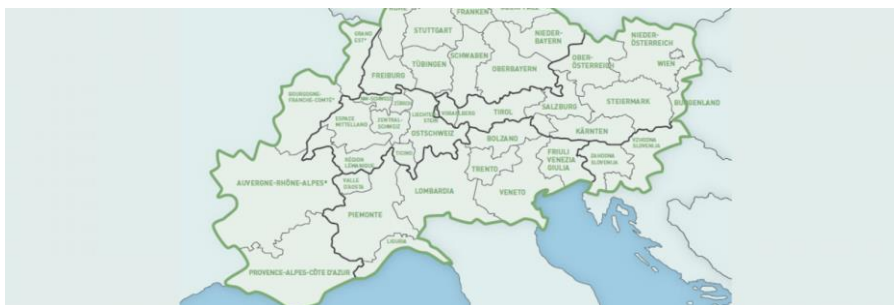 FRANKEN
STUTTGART
GRAND
EST*
NIEDER-
BAYERN
NIEDER-
ÖSTERREICH
SCHWABEN
TÜBINGEN
OBER-
ÖSTERREICH
WIEN
OBERBAYERN
FREIBURG
BOURGOGNE-
FRANCHE-COMTÉ*
ZÜRICH
SALZBURG
STEIERMARK
BURGENLAND
LIECHTEN-
STEIN
VORARLBERG
TIROL
ESPACE
MITTELLAND
ZENTRAL-
SCHWEIZ
OSTSCHWEIZ
KÄRNTEN
BOLZANO
VZHODNA
SLOVENIJA
TICINO
RÉGION
LÉMANIQUE
FRIULI
VENEZIA
GIULIA
ZAHODNA
SLOVENIJA
TRENTO
AUVERGNE-RHÔNE-ALPES*
VALLE
D'AOSTA
LOMBARDIA
VENETO
PIEMONTE
LIGURIA
PROVENCE-ALPES-CÔTE D'AZUR